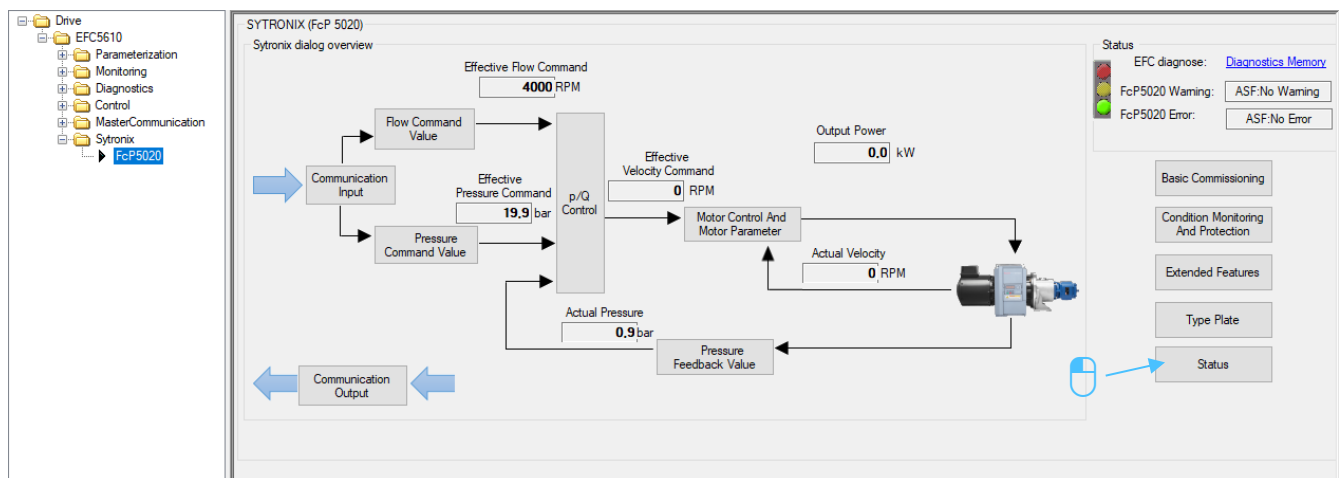 Drive
EFC5610
Parameterization
Monitoring
Diagnostics
Control
MasterCommunication
Sytronix
FcP5020
SYTRONIX (FcP 5020)
Sytronix dialog overview
Effective Flow Command
4000 RPM
Flow Command
Value
Communication
Input
Effective
Pressure Command
19,9 bar
Pressure
Command Value
p/Q
Control
Effective
Velocity Command
0 RPM
Output Power
0,0 kW
Motor Control And
Motor Parameter
Actual Velocity
0 RPM
Actual Pressure
0,9 bar
Pressure
Feedback Value
Communication
Output
Status
EFC diagnose: Diagnostics Memory
FcP5020 Warning: ASF:No Warning
FcP5020 Error: ASF:No Error
Basic Commissioning
Condition Monitoring
And Protection
Extended Features
Type Plate
Status